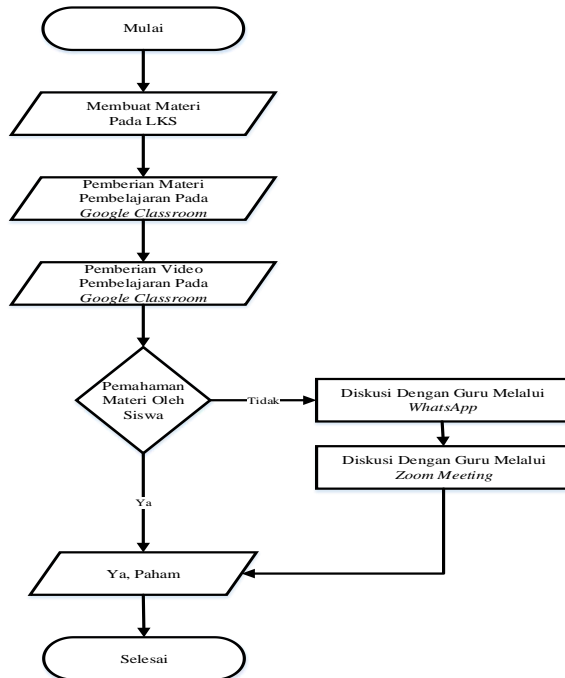 Mulai
Membuat Materi
Pada LKS
Pemberian Materi
Pembelajaran Pada
Google Classroom
Pemberian Video
Pembelajaran Pada
Google Classroom
Pemahaman
Materi Oleh
Siswa
Tidak
Diskusi Dengan Guru Melalui
WhatsApp
Diskusi Dengan Guru Melalui
Zoom Meeting
Ya
Ya, Paham
Selesai